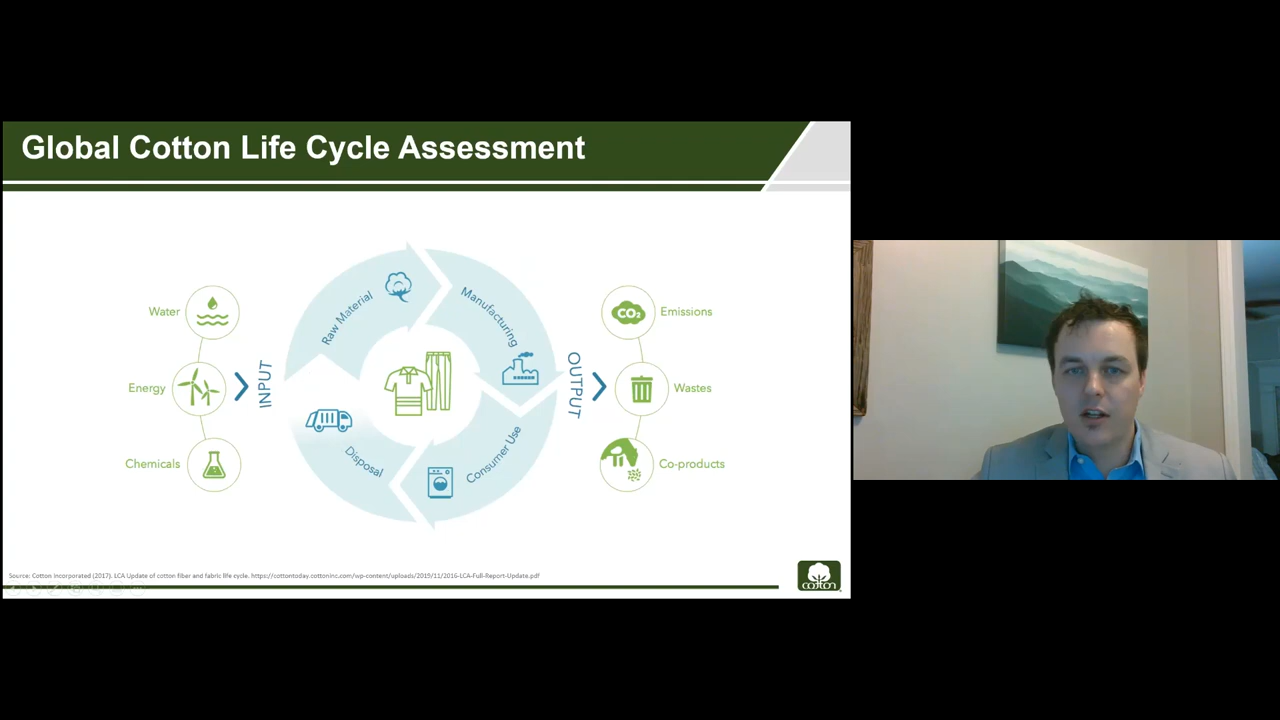 Global Cotton Life Cycle Assessment
Water
Energy
Chemicals
INPUT
Raw Material
Manufacturing
Consumer Use
Disposal
OUTPUT
CO₂
Emissions
Wastes
Co-products
Source: Cotton Incorporated (2017). LCA Update of cotton fiber and fabric life cycle. https://cottontoday.cottoninc.com/wp-content/uploads/2019/11/2016-LCA-Full-Report-Update.pdf
cotton